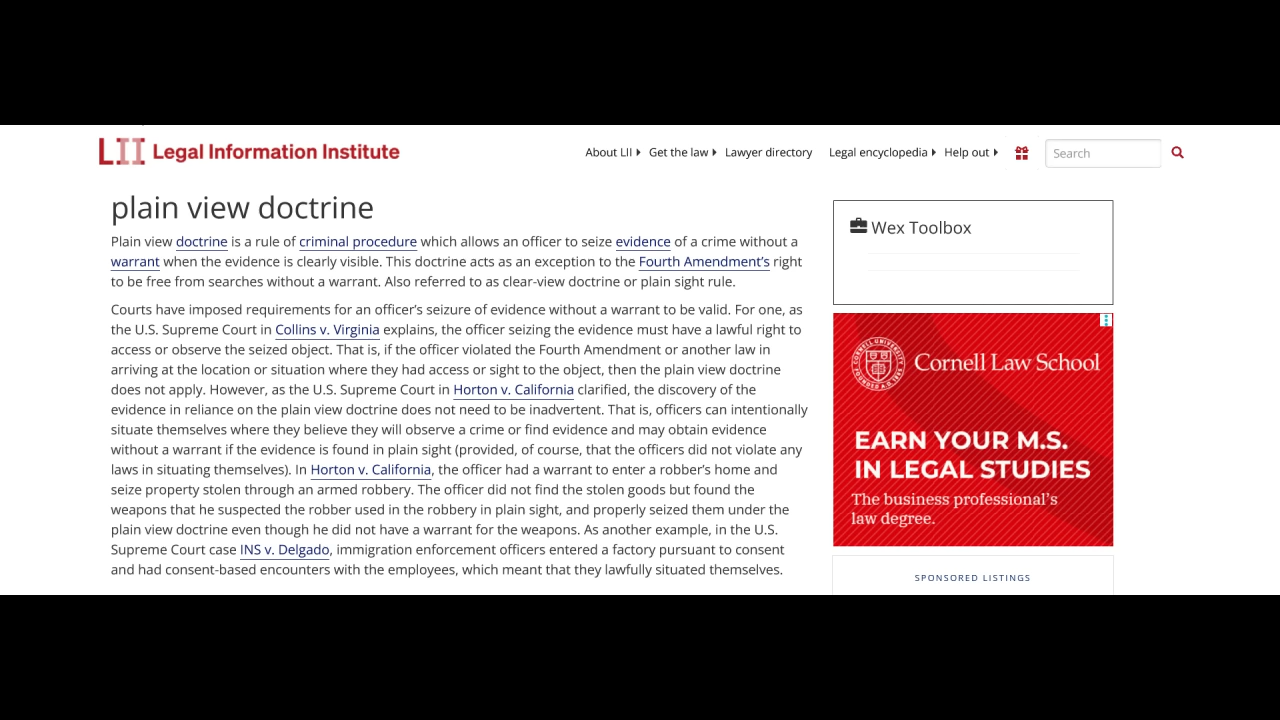 LII Legal Information Institute
About LII Get the law Lawyer directory Legal encyclopedia Help out Search
plain view doctrine
Plain view doctrine is a rule of criminal procedure which allows an officer to seize evidence of a crime without a
warrant when the evidence is clearly visible. This doctrine acts as an exception to the Fourth Amendment's right
to be free from searches without a warrant. Also referred to as clear-view doctrine or plain sight rule.
Courts have imposed requirements for an officer's seizure of evidence without a warrant to be valid. For one, as
the U.S. Supreme Court in Collins v. Virginia explains, the officer seizing the evidence must have a lawful right to
access or observe the seized object. That is, if the officer violated the Fourth Amendment or another law in
arriving at the location or situation where they had access or sight to the object, then the plain view doctrine
does not apply. However, as the U.S. Supreme Court in Horton v. California clarified, the discovery of the
evidence in reliance on the plain view doctrine does not need to be inadvertent. That is, officers can intentionally
situate themselves where they believe they will observe a crime or find evidence and may obtain evidence
without a warrant if the evidence is found in plain sight (provided, of course, that the officers did not violate any
laws in situating themselves). In Horton v. California, the officer had a warrant to enter a robber's home and
seize property stolen through an armed robbery. The officer did not find the stolen goods but found the
weapons that he suspected the robber used in the robbery in plain sight, and properly seized them under the
plain view doctrine even though he did not have a warrant for the weapons. As another example, in the U.S.
Supreme Court case INS v. Delgado, immigration enforcement officers entered a factory pursuant to consent
and had consent-based encounters with the employees, which meant that they lawfully situated themselves.
Wex Toolbox
Cornell Law School
EARN YOUR M.S.
IN LEGAL STUDIES
The business professional's
law degree.
SPONSORED LISTINGS